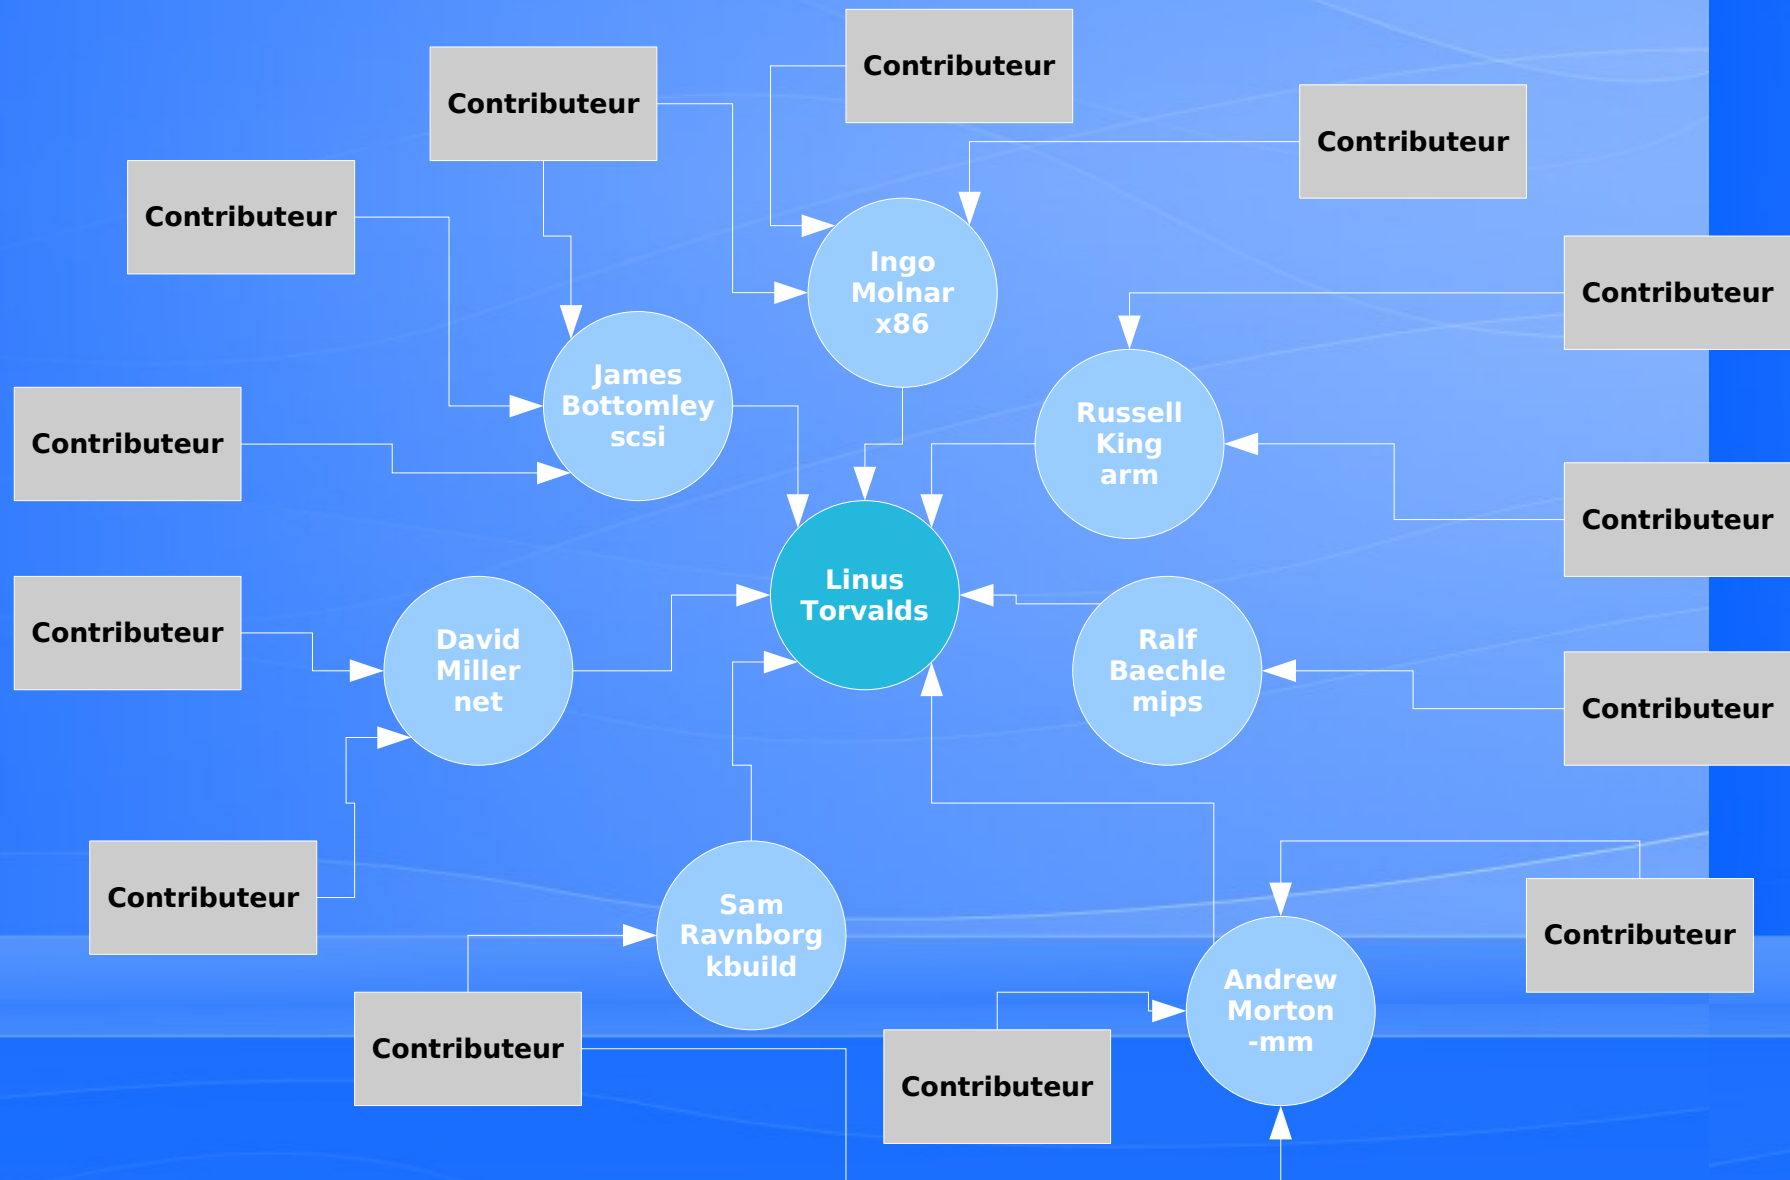 Contributeur
Contributeur
Contributeur
Contributeur
Ingo
Molnar
x86
Contributeur
James
Bottomley
scsi
Russell
King
arm
Contributeur
Contributeur
Linus
Torvalds
Contributeur
David
Miller
net
Ralf
Baechle
mips
Contributeur
Contributeur
Sam
Ravnborg
kbuild
Contributeur
Andrew
Morton
-mm
Contributeur
Contributeur